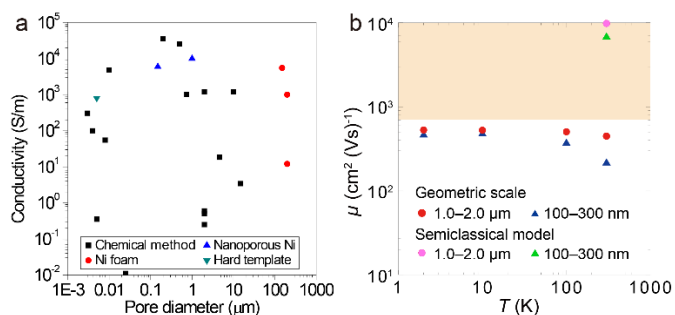 a
Conductivity (S/m)
10^5
10^4
10^3
10^2
10^1
10^0
10^-1
10^-2
Chemical method
Nanoporous Ni
Ni foam
Hard template
1E-3
0.01
0.1
1
10
100
1000
Pore diameter (μm)
b
μ (cm² (Vs)⁻¹)
10^4
10^3
10^2
10^1
Geometric scale
1.0–2.0 μm
100–300 nm
Semiclassical model
1.0–2.0 μm
100–300 nm
1
10
100
1000
T (K)